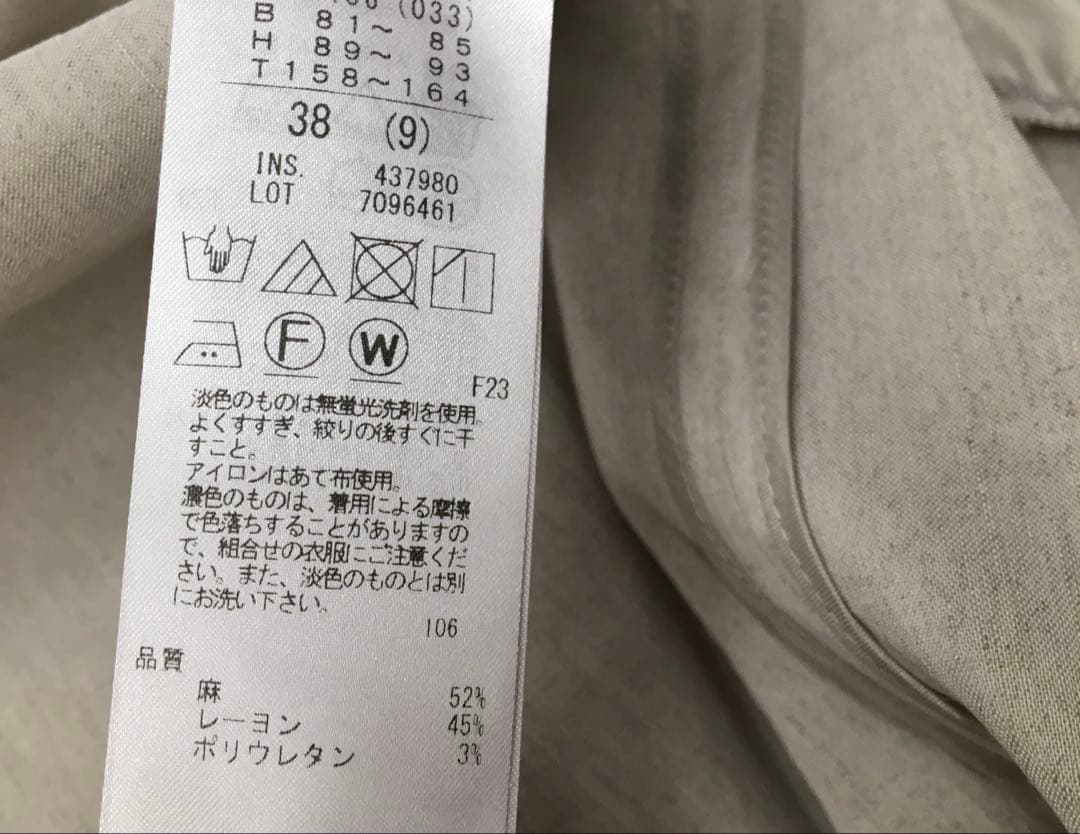 (033)
B 81~ 85
H 89~ 93
T158~164
38 (9)
INS. 437980
LOT 7096461
F W
F23
淡色のものは無蛍光洗剤を使用。
よくすすぎ、絞りの後すぐに干
すこと。
アイロンはあて布使用。
濃色のものは、着用による摩擦
で色落ちすることがありますの
で、組合せの衣服にご注意くだ
さい。また、淡色のものとは別
にお洗い下さい。
106
品質
麻 52%
レーヨン 45%
ポリウレタン 3%